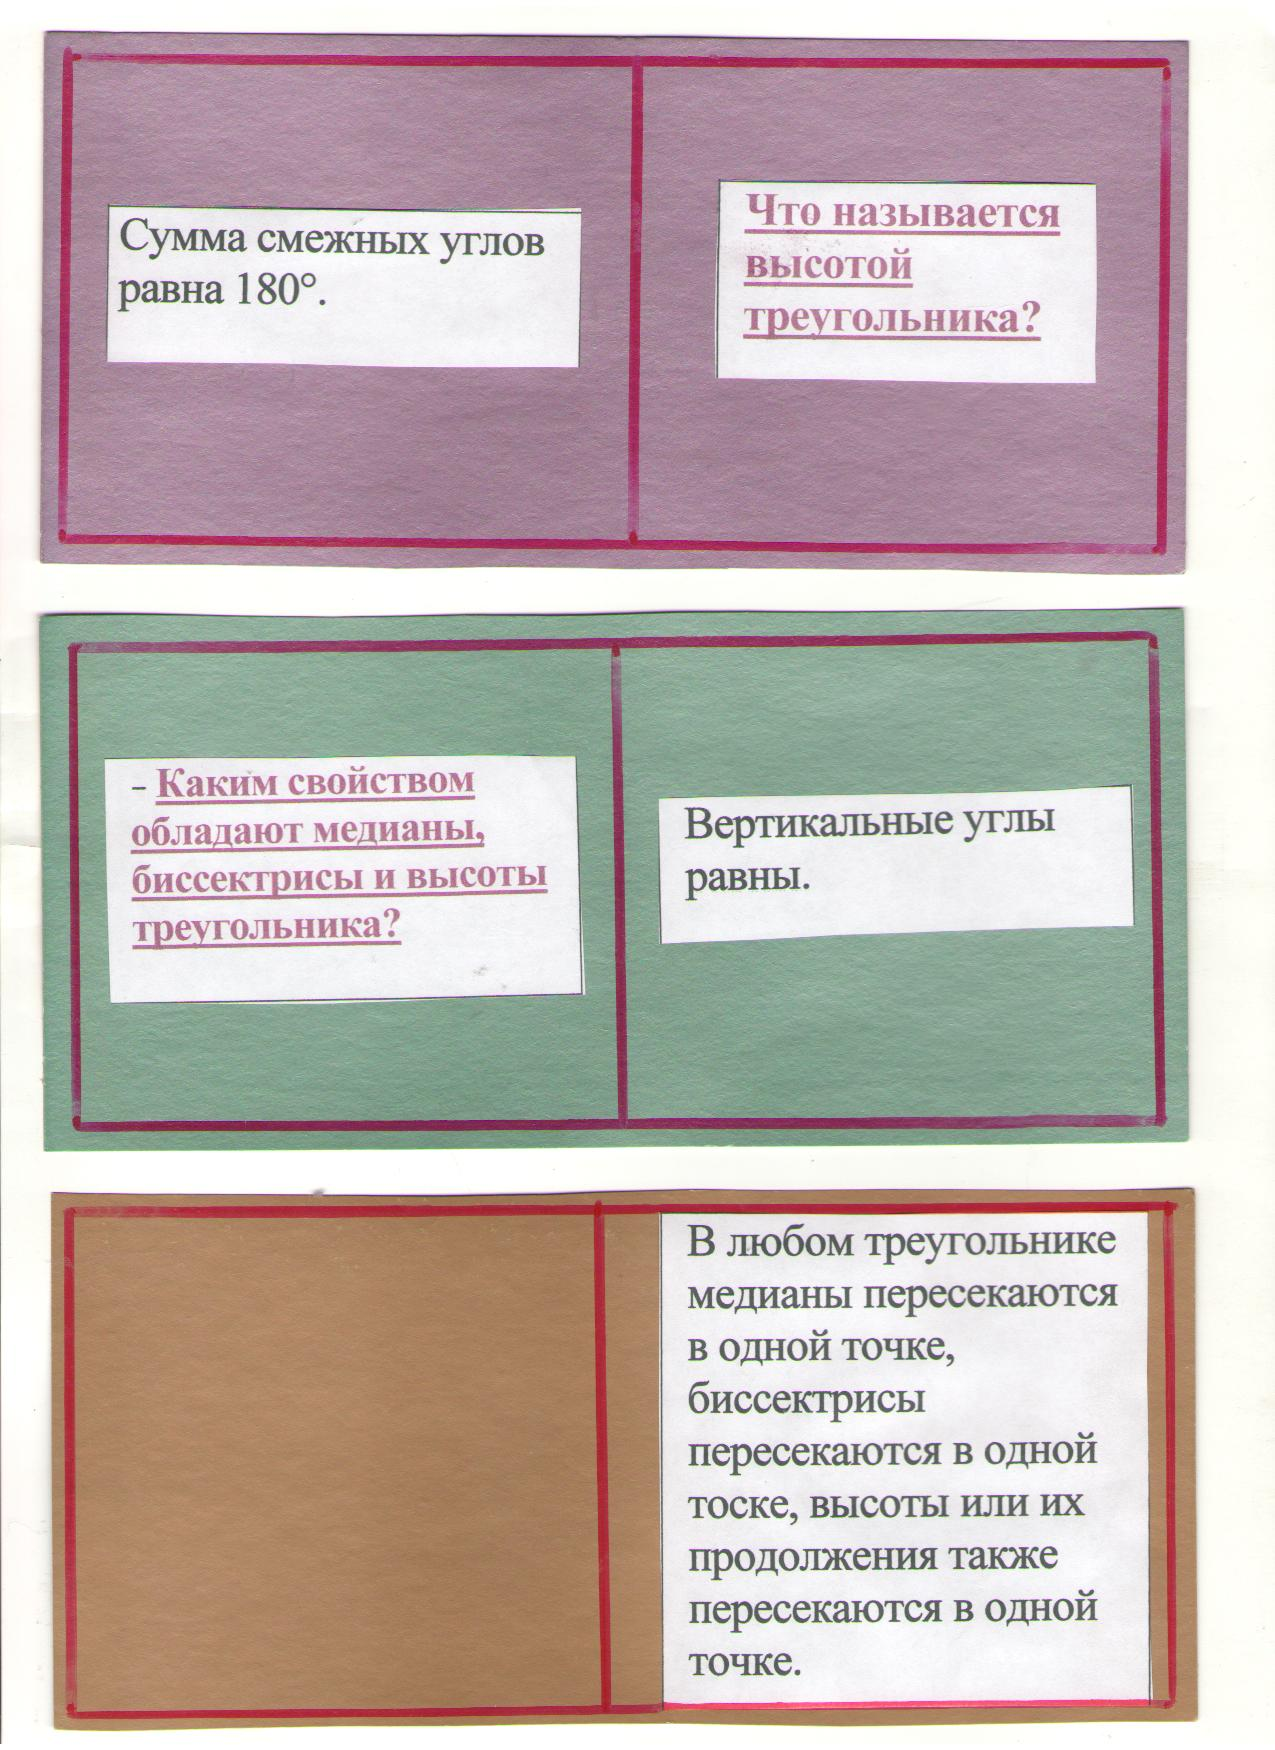 Сумма смежных углов
равна 180°.
Что называется
высотой
треугольника?
- Каким свойством
обладают медианы,
биссектрисы и высоты
треугольника?
Вертикальные углы
равны.
В любом треугольнике
медианы пересекаются
в одной точке,
биссектрисы
пересекаются в одной
тоске, высоты или их
продолжения также
пересекаются в одной
точке.